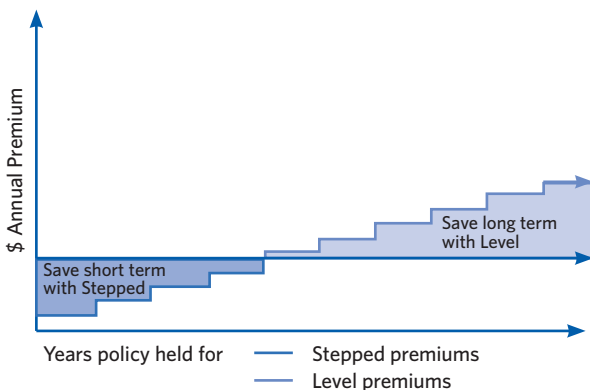 $ Annual Premium
Save short term
with Stepped
Save long term
with Level
Years policy held for
Stepped premiums
Level premiums